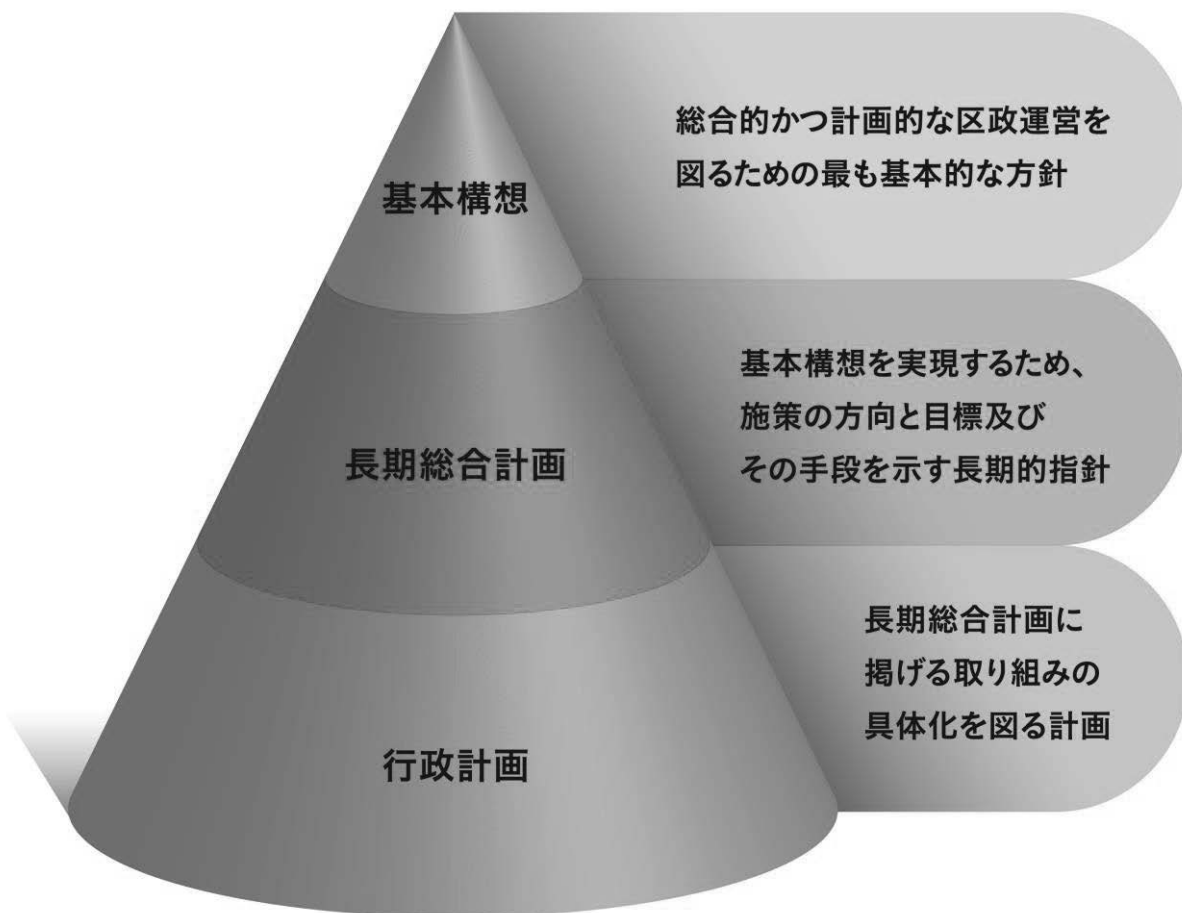 基本構想
総合的かつ計画的な区政運営を
図るための最も基本的な方針
長期総合計画
基本構想を実現するため、
施策の方向と目標及び
その手段を示す長期的指針
行政計画
長期総合計画に
掲げる取り組みの
具体化を図る計画